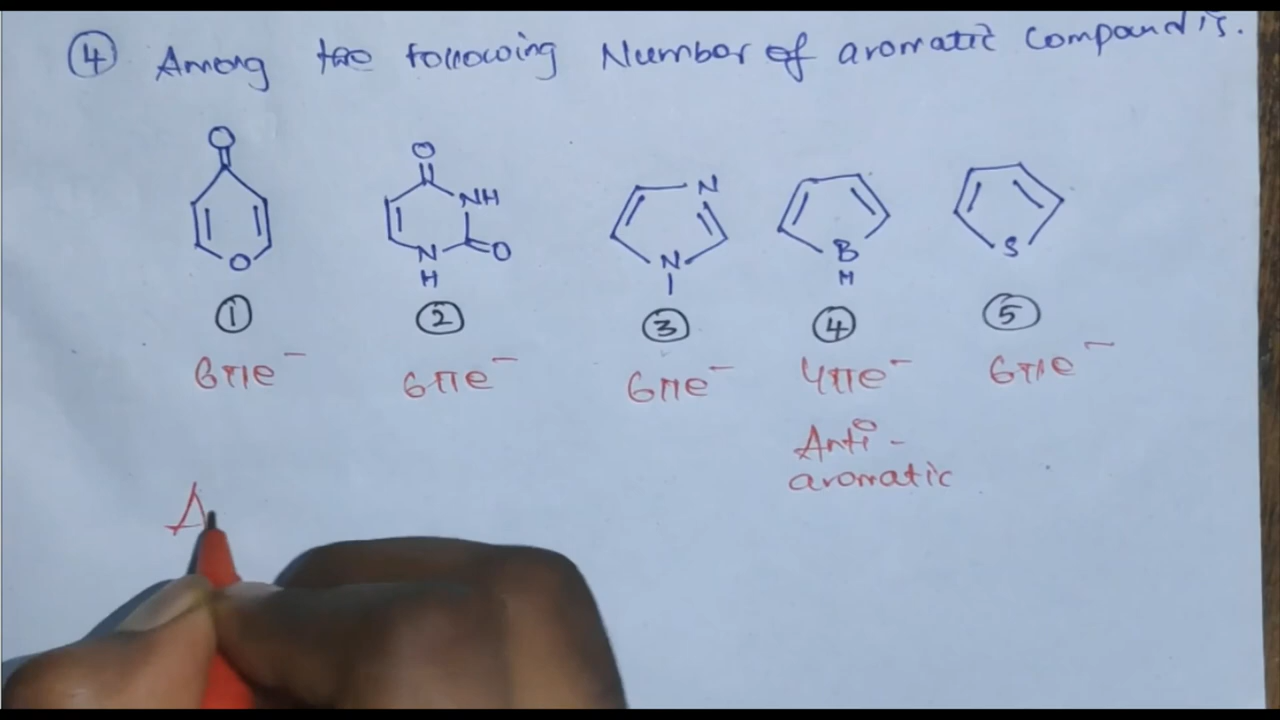 ④ Among the following Number of aromatic compound is.
O O
NH N
O N O N B S
H H
① ② ③ ④ ⑤
6πe⁻ 6πe⁻ 6πe⁻ 4πe⁻ 6πe⁻
Anti-
aromatic
A